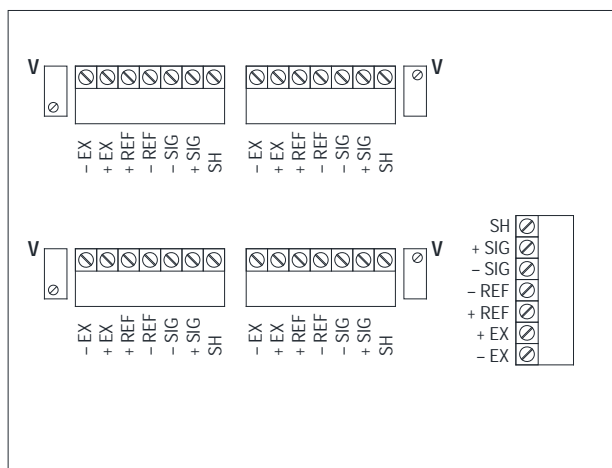 V V
– EX + EX + REF – REF – SIG + SIG SH – EX + EX + REF – REF – SIG + SIG SH
V V
– EX + EX + REF – REF – SIG + SIG SH – EX + EX + REF – REF – SIG + SIG SH
SH
+ SIG
– SIG
– REF
+ REF
+ EX
– EX